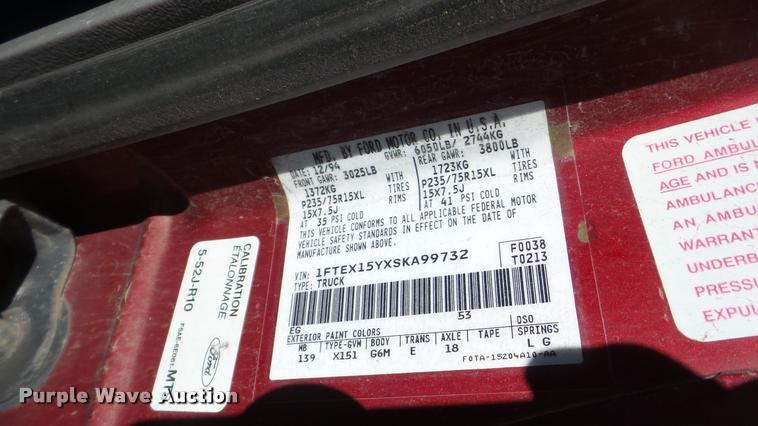 MFD. BY FORD MOTOR CO. IN U.S.A.
DATE: 12/94 GVWR: 6050LB/ 2744KG
FRONT GAWR: 3025LB REAR GAWR: 3800LB
1372KG WITH 1723KG WITH
P235/75R15XL TIRES P235/75R15XL TIRES
15X7.5J RIMS 15X7.5J RIMS
AT 35 PSI COLD AT 41 PSI COLD
THIS VEHICLE CONFORMS TO ALL APPLICABLE FEDERAL MOTOR
VEHICLE SAFETY STANDARDS IN EFFECT ON THE DATE OF
MANUFACTURE SHOWN ABOVE.
VIN: 1FTEX15YXSKA99732 F0038
TYPE: TRUCK T0213
EG 53
EXTERIOR PAINT COLORS DSO
WB TYPE-GVW BODY TRANS AXLE TAPE SPRINGS
139 X151 G6M E 18 L G
F0TA-15204A10-AA
CALIBRATION
ÉTALONNAGE
5-52J-R10
Ford
THIS VEHICLE
FORD AMBUL
AGE AND IS N
AMBULANCE
AN AMBU
WARRANT
UNDERB
PRESSI
EXPUL
Purple Wave Auction